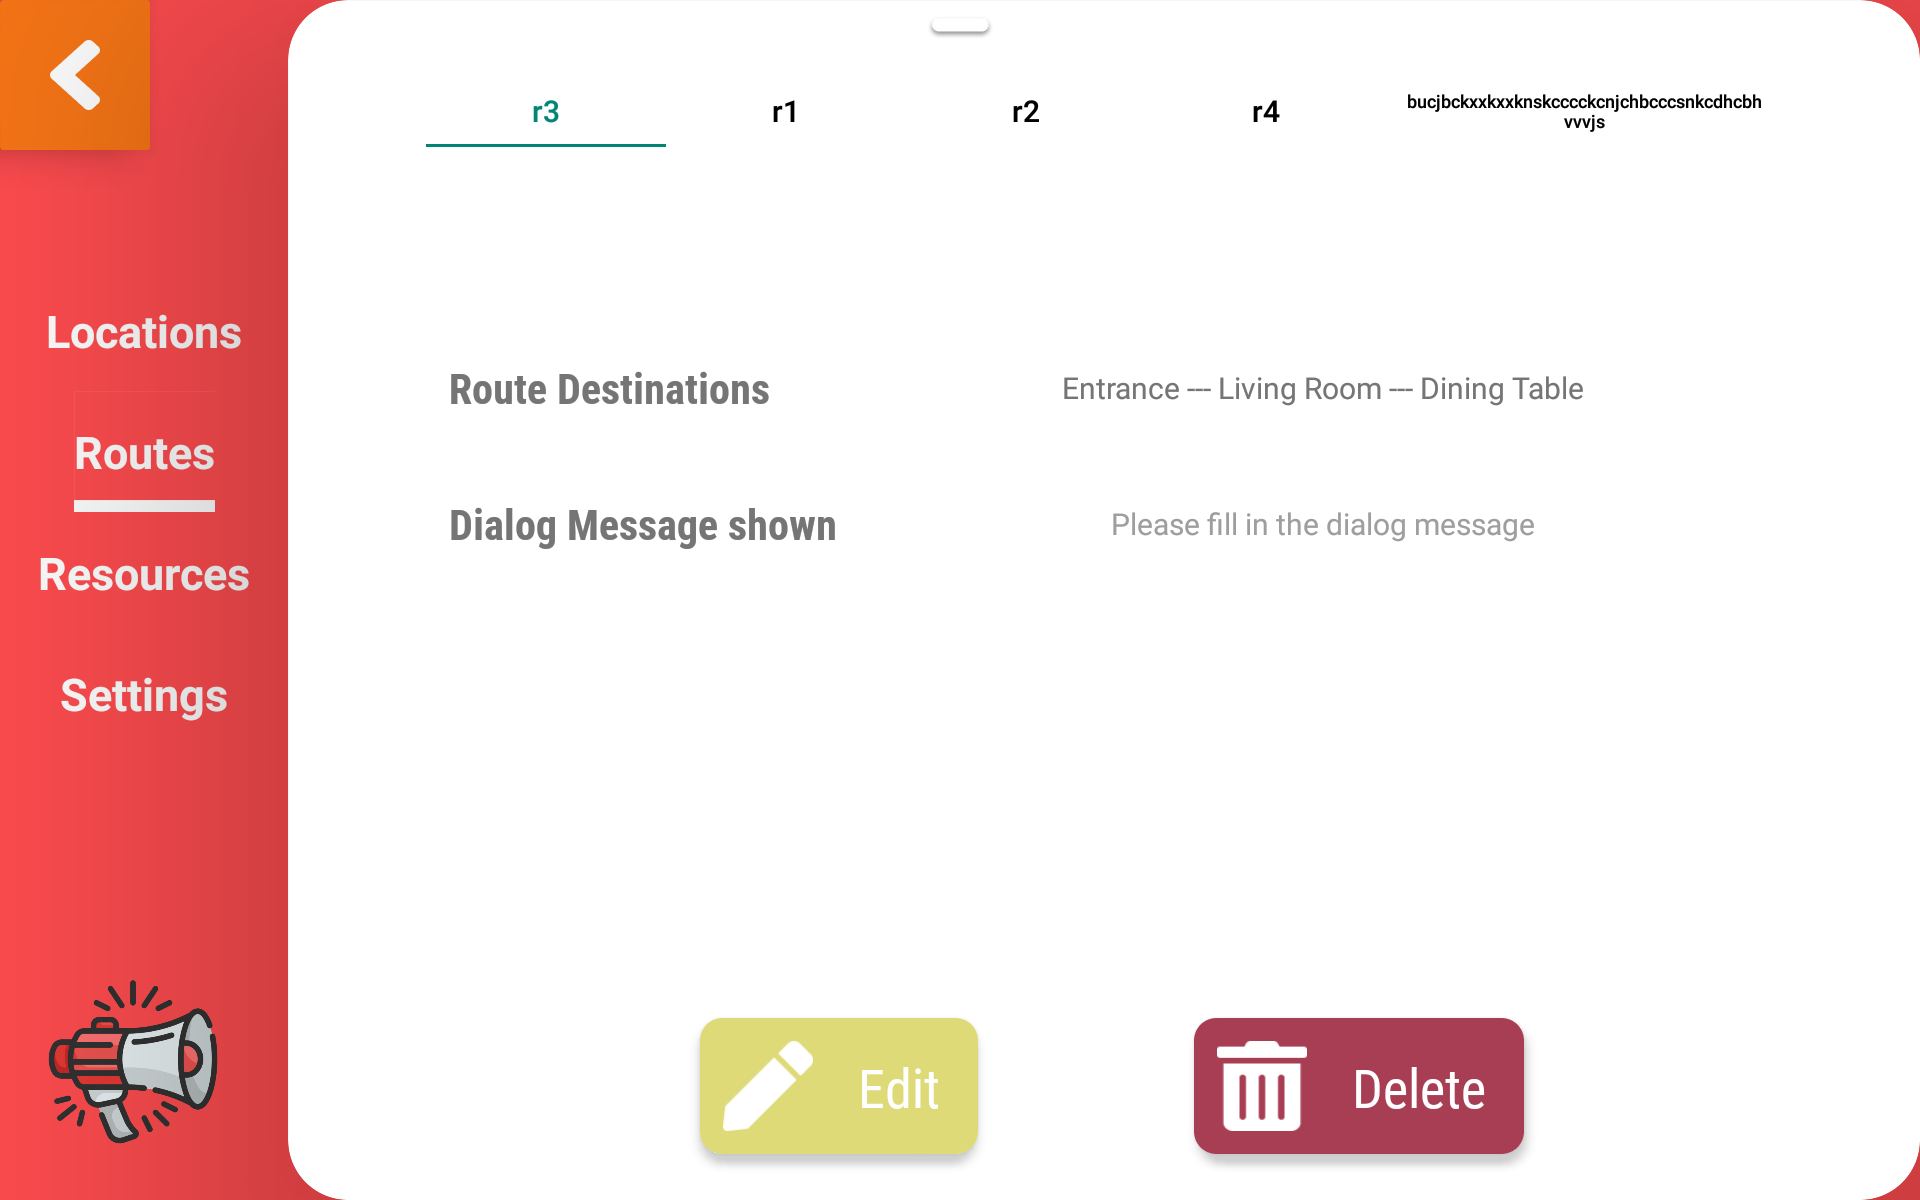 r3
r1
r2
r4
bucjbckxxkxxknskcccckcnjchbcccsnkcdhcbh
vvvjs
Locations
Routes
Resources
Settings
Route Destinations
Entrance --- Living Room --- Dining Table
Dialog Message shown
Please fill in the dialog message
Edit
Delete